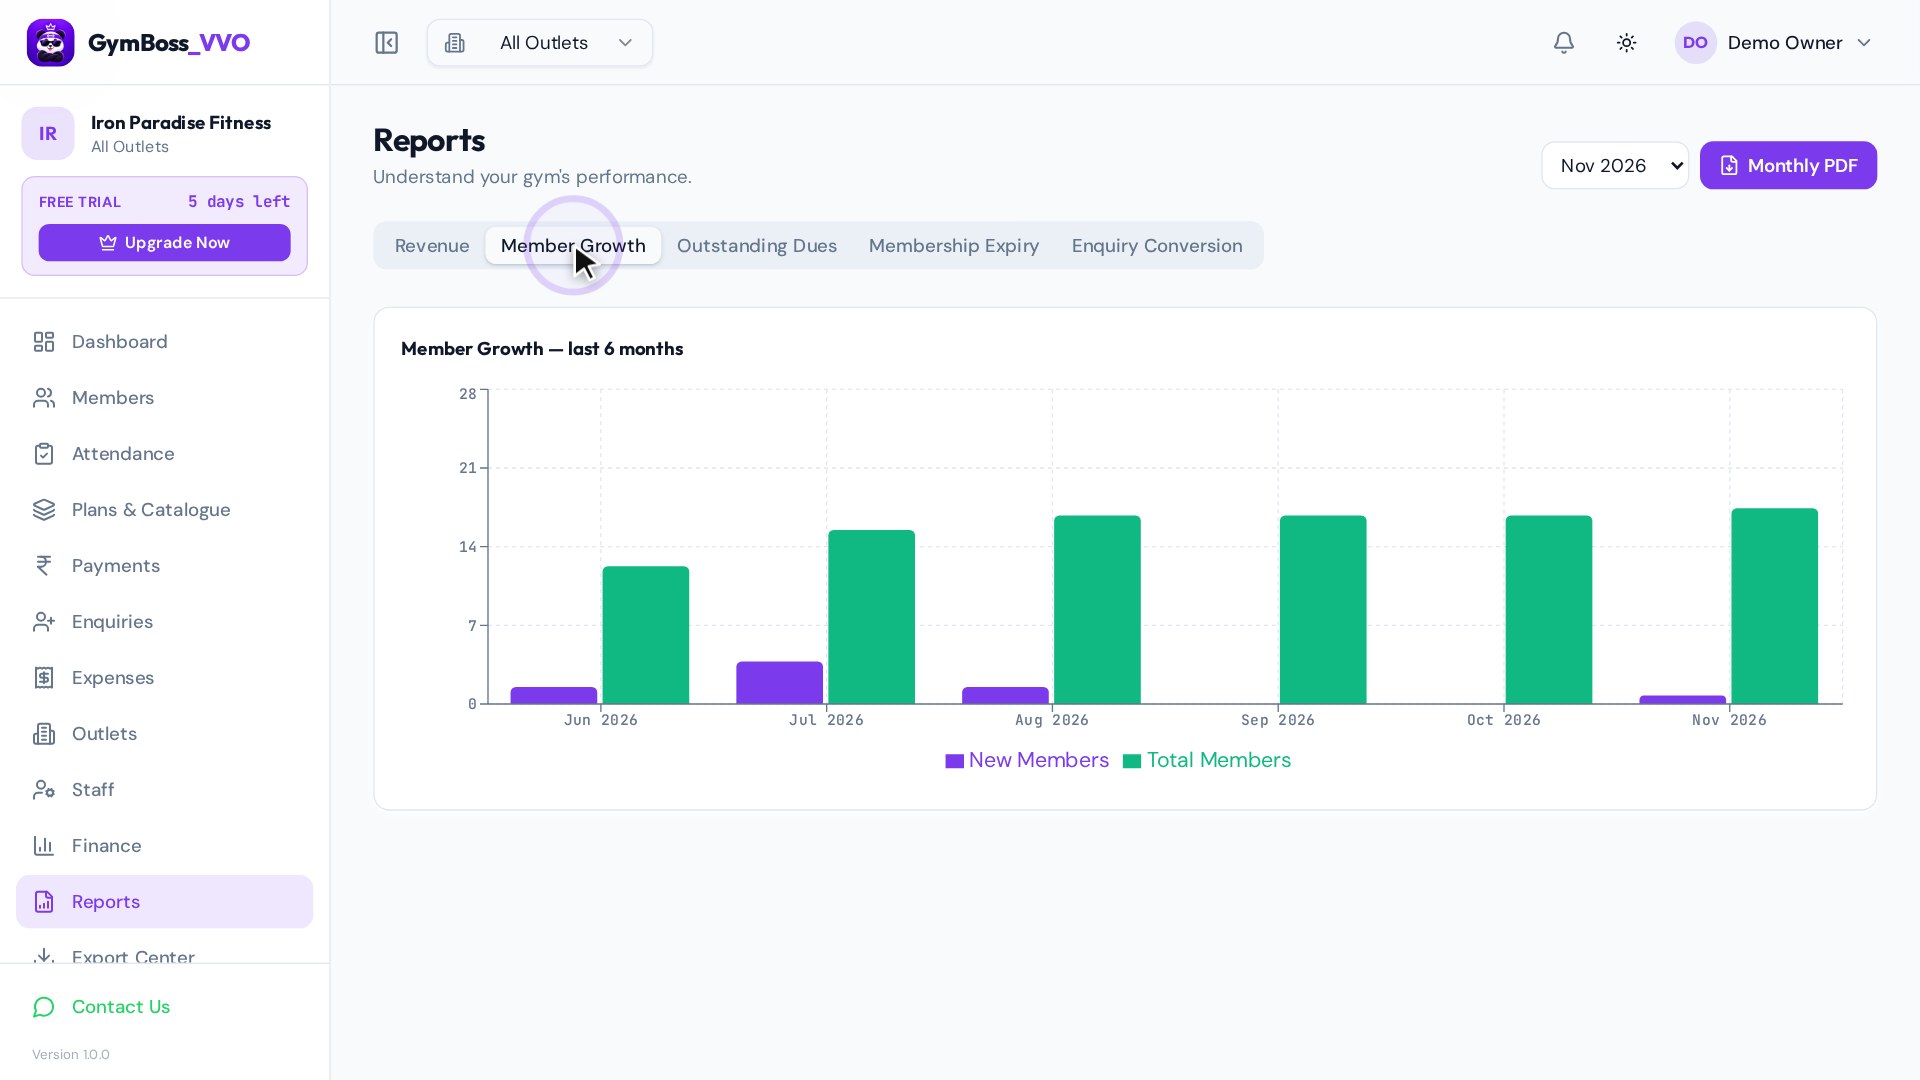 GymBoss_VVO
All Outlets
DO Demo Owner
IR Iron Paradise Fitness
All Outlets
FREE TRIAL 5 days left
Upgrade Now
Dashboard
Members
Attendance
Plans & Catalogue
Payments
Enquiries
Expenses
Outlets
Staff
Finance
Reports
Export Center
Contact Us
Version 1.0.0
Reports
Understand your gym's performance.
Nov 2026
Monthly PDF
Revenue Member Growth Outstanding Dues Membership Expiry Enquiry Conversion
Member Growth — last 6 months
28
21
14
7
0
Jun 2026 Jul 2026 Aug 2026 Sep 2026 Oct 2026 Nov 2026
New Members Total Members